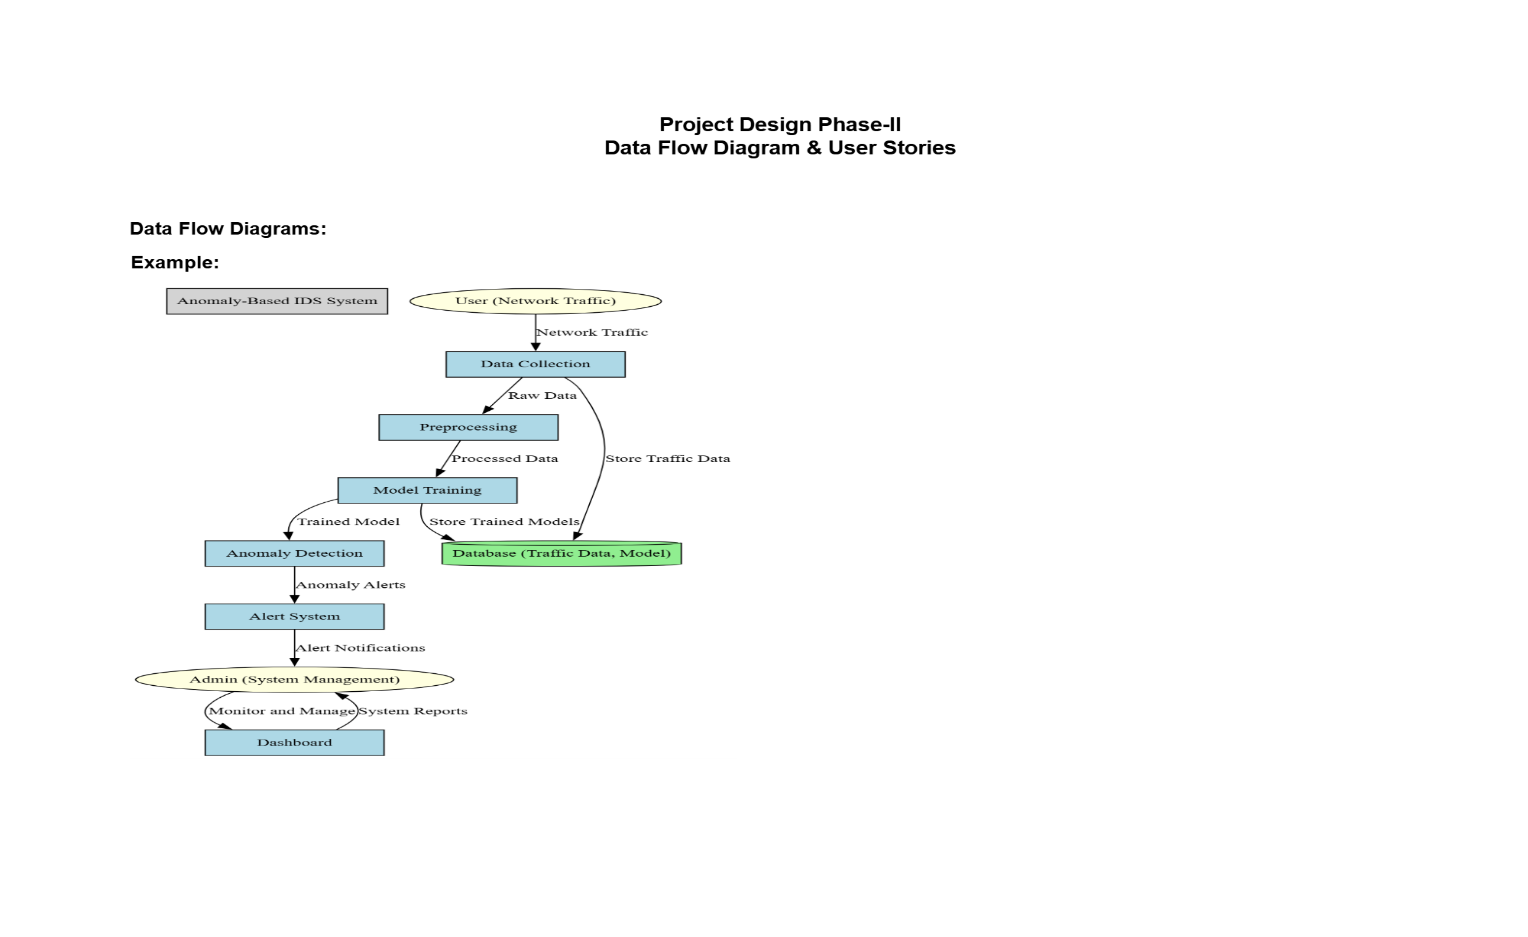 Project Design Phase-II
Data Flow Diagram & User Stories
Data Flow Diagrams:
Example:
Anomaly-Based IDS System
User (Network Traffic)
Network Traffic
Data Collection
Raw Data
Preprocessing
Processed Data
Store Traffic Data
Model Training
Trained Model
Store Trained Models
Anomaly Detection
Database (Traffic Data, Model)
Anomaly Alerts
Alert System
Alert Notifications
Admin (System Management)
Monitor and Manage
System Reports
Dashboard